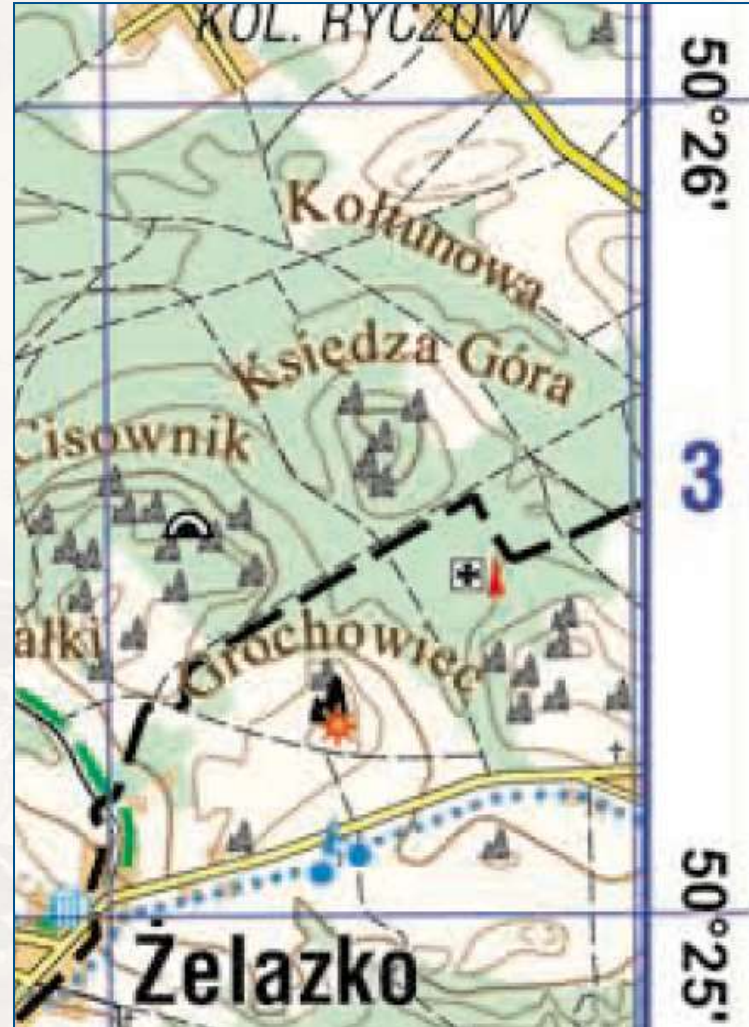 KOL. RYCZÓW
50°26'
Kołtunowa
Księdza Góra
Cisownik
3
ałki
Grochowiec
50°25'
Żelazko